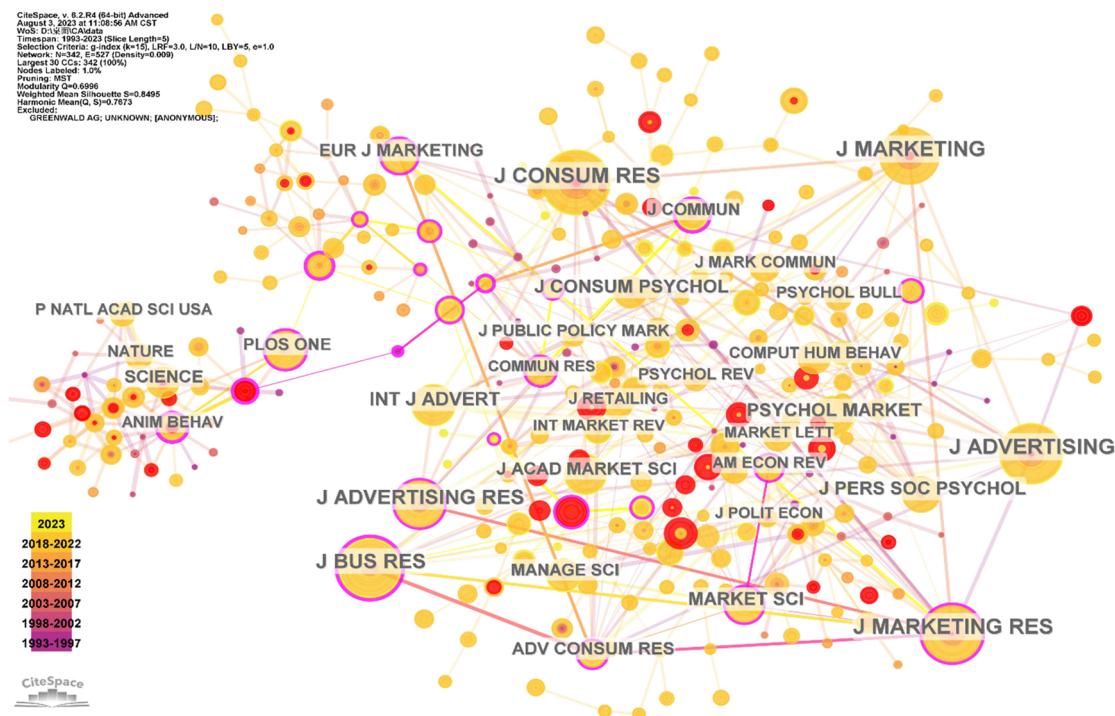 CiteSpace, v. 6.2.R4 (64-bit) Advanced
August 3, 2023 at 11:08:56 AM CST
WoS: D:\桌面\CA\data
Timespan: 1993-2023 (Slice Length=5)
Selection Criteria: g-index (k=15), LRF=3.0, L/N=10, LBY=5, e=1.0
Network: N=342, E=527 (Density=0.009)
Largest 30 CCs: 342 (100%)
Nodes Labeled: 1.0%
Pruning: MST
Modularity Q=0.6996
Weighted Mean Silhouette S=0.8495
Harmonic Mean(Q, S)=0.7673
Excluded:
GREENWALD AG; UNKNOWN; [ANONYMOUS];
EUR J MARKETING
J MARKETING
J CONSUM RES
J COMMUN
J MARK COMMUN
J CONSUM PSYCHOL
PSYCHOL BULL
P NATL ACAD SCI USA
J PUBLIC POLICY MARK
PLOS ONE
NATURE
COMPUT HUM BEHAV
COMMUN RES
PSYCHOL REV
SCIENCE
INT J ADVERT
J RETAILING
PSYCHOL MARKET
ANIM BEHAV
INT MARKET REV
MARKET LETT
J ADVERTISING
AM ECON REV
J ACAD MARKET SCI
J PERS SOC PSYCHOL
J ADVERTISING RES
J POLIT ECON
J BUS RES
MANAGE SCI
MARKET SCI
J MARKETING RES
ADV CONSUM RES
2023
2018-2022
2013-2017
2008-2012
2003-2007
1998-2002
1993-1997
CiteSpace